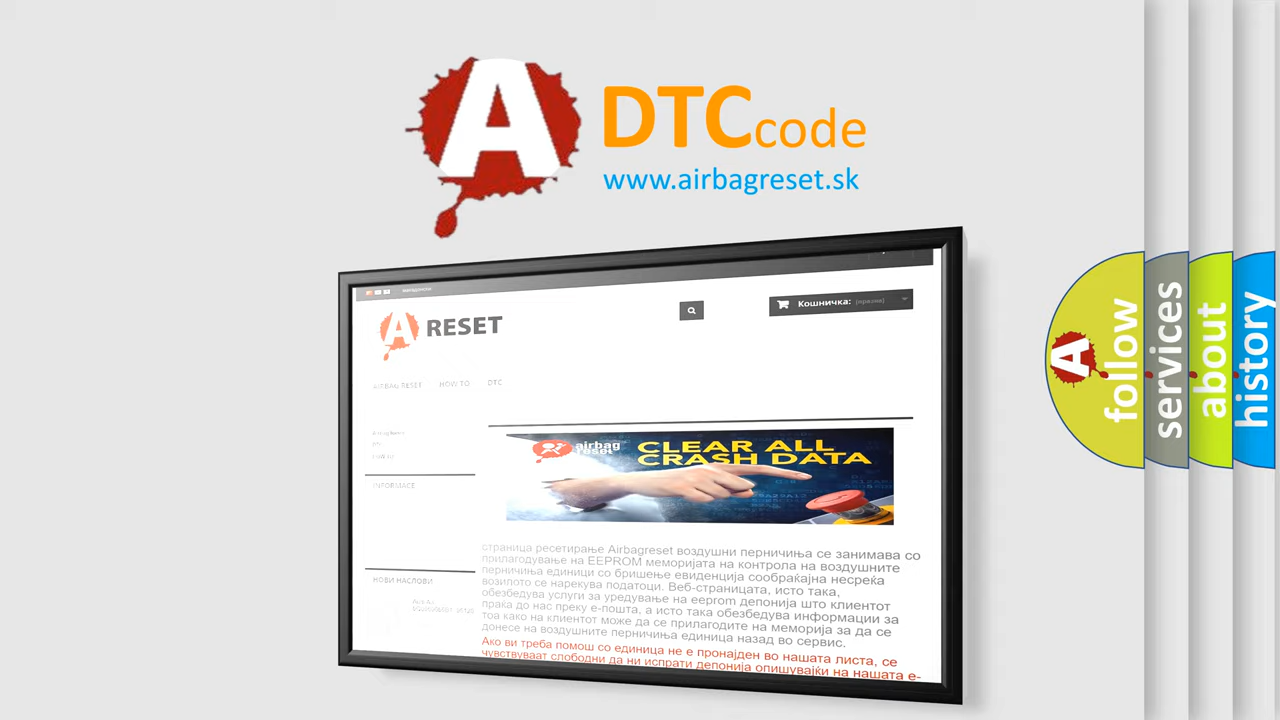 A
DTCcode
www.airbagreset.sk
A RESET
Кошничка: (празни)
AIRBAG RESET HOW TO DTC
airbag reset
CLEAR ALL
CRASH DATA
INFORMACE
НОВИ НАСЛОВИ
страница ресетирање Airbagreset воздушни перничиња се занимава со
прилагодување на EEPROM меморијата на контрола на воздушните
перничиња единици со бришење евиденција сообраќајна несреќа
возилото се нарекува податоци. Веб-страницата, исто така,
обезбедува услуги за уредување на eeprom депонија што клиентот
праќа до нас преку е-пошта, а исто така обезбедува информации за
тоа како на клиентот може да се прилагодите на меморија за да се
донесе на воздушните перничиња единица назад во сервис.
Ако ви треба помош со единица не е пронајден во нашата листа, се
чувствуваат слободни да ни испрати депонија опишувајќи на нашата е-
A follow
services
about
history